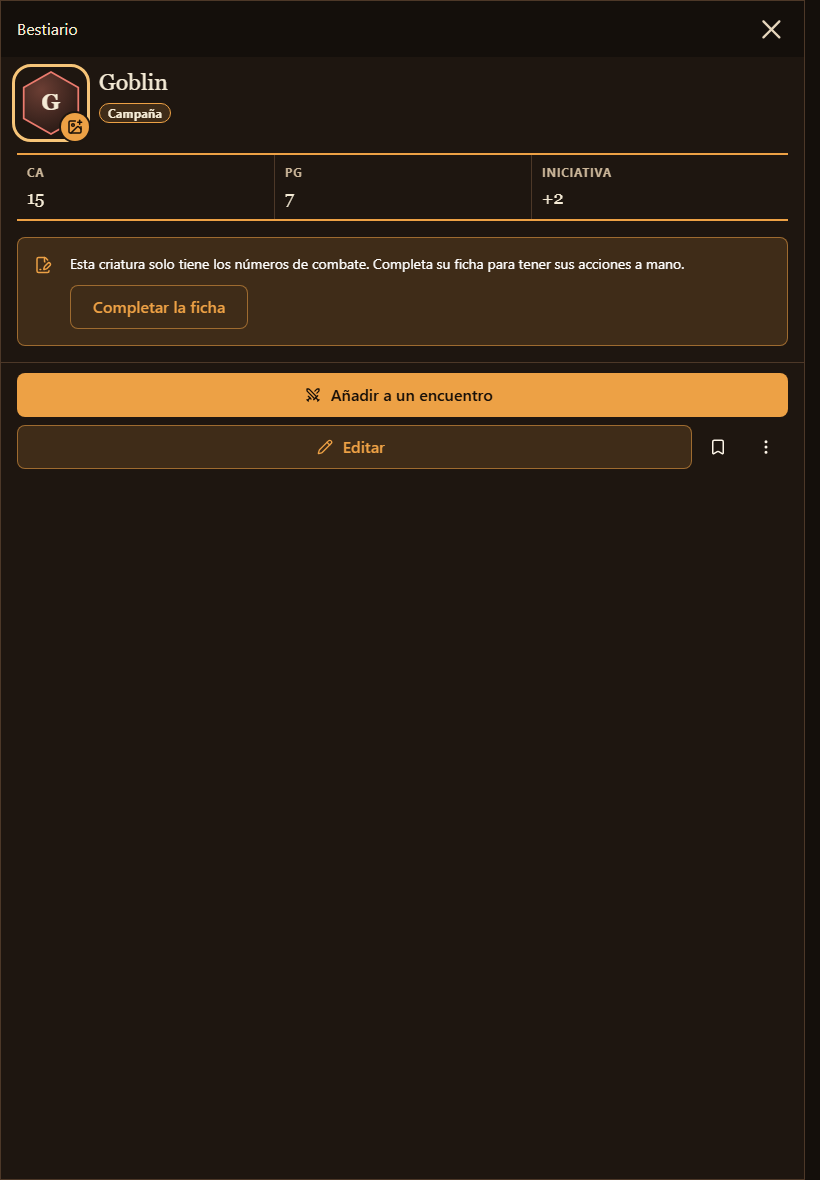 Bestiario
G
Goblin
Campaña
CA
15
PG
7
INICIATIVA
+2
Esta criatura solo tiene los números de combate. Completa su ficha para tener sus acciones a mano.
Completar la ficha
Añadir a un encuentro
Editar